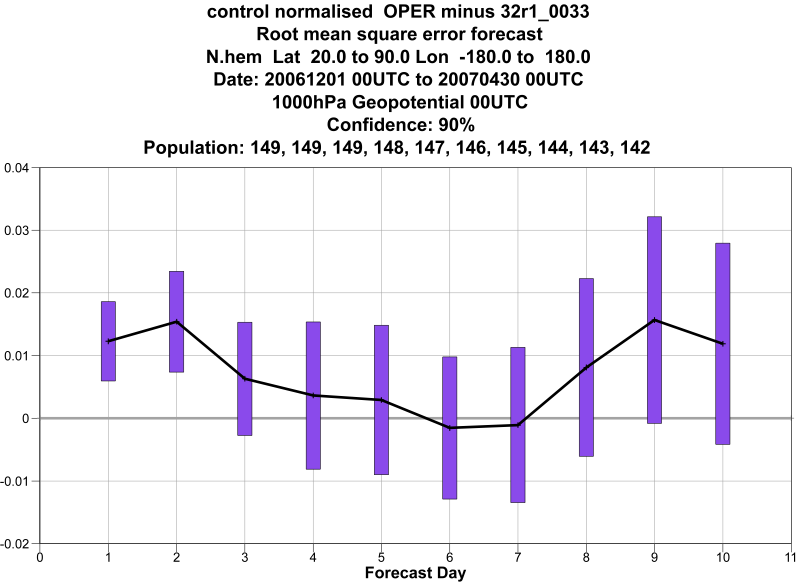 control normalised  OPER minus 32r1_0033
Root mean square error forecast
N.hem  Lat  20.0 to 90.0 Lon  -180.0 to  180.0
Date: 20061201 00UTC to 20070430 00UTC
1000hPa Geopotential 00UTC
Confidence: 90%
Population: 149, 149, 149, 148, 147, 146, 145, 144, 143, 142
0.04
0.03
0.02
0.01
0
-0.01
-0.02
0 1 2 3 4 5 6 7 8 9 10 11
Forecast Day